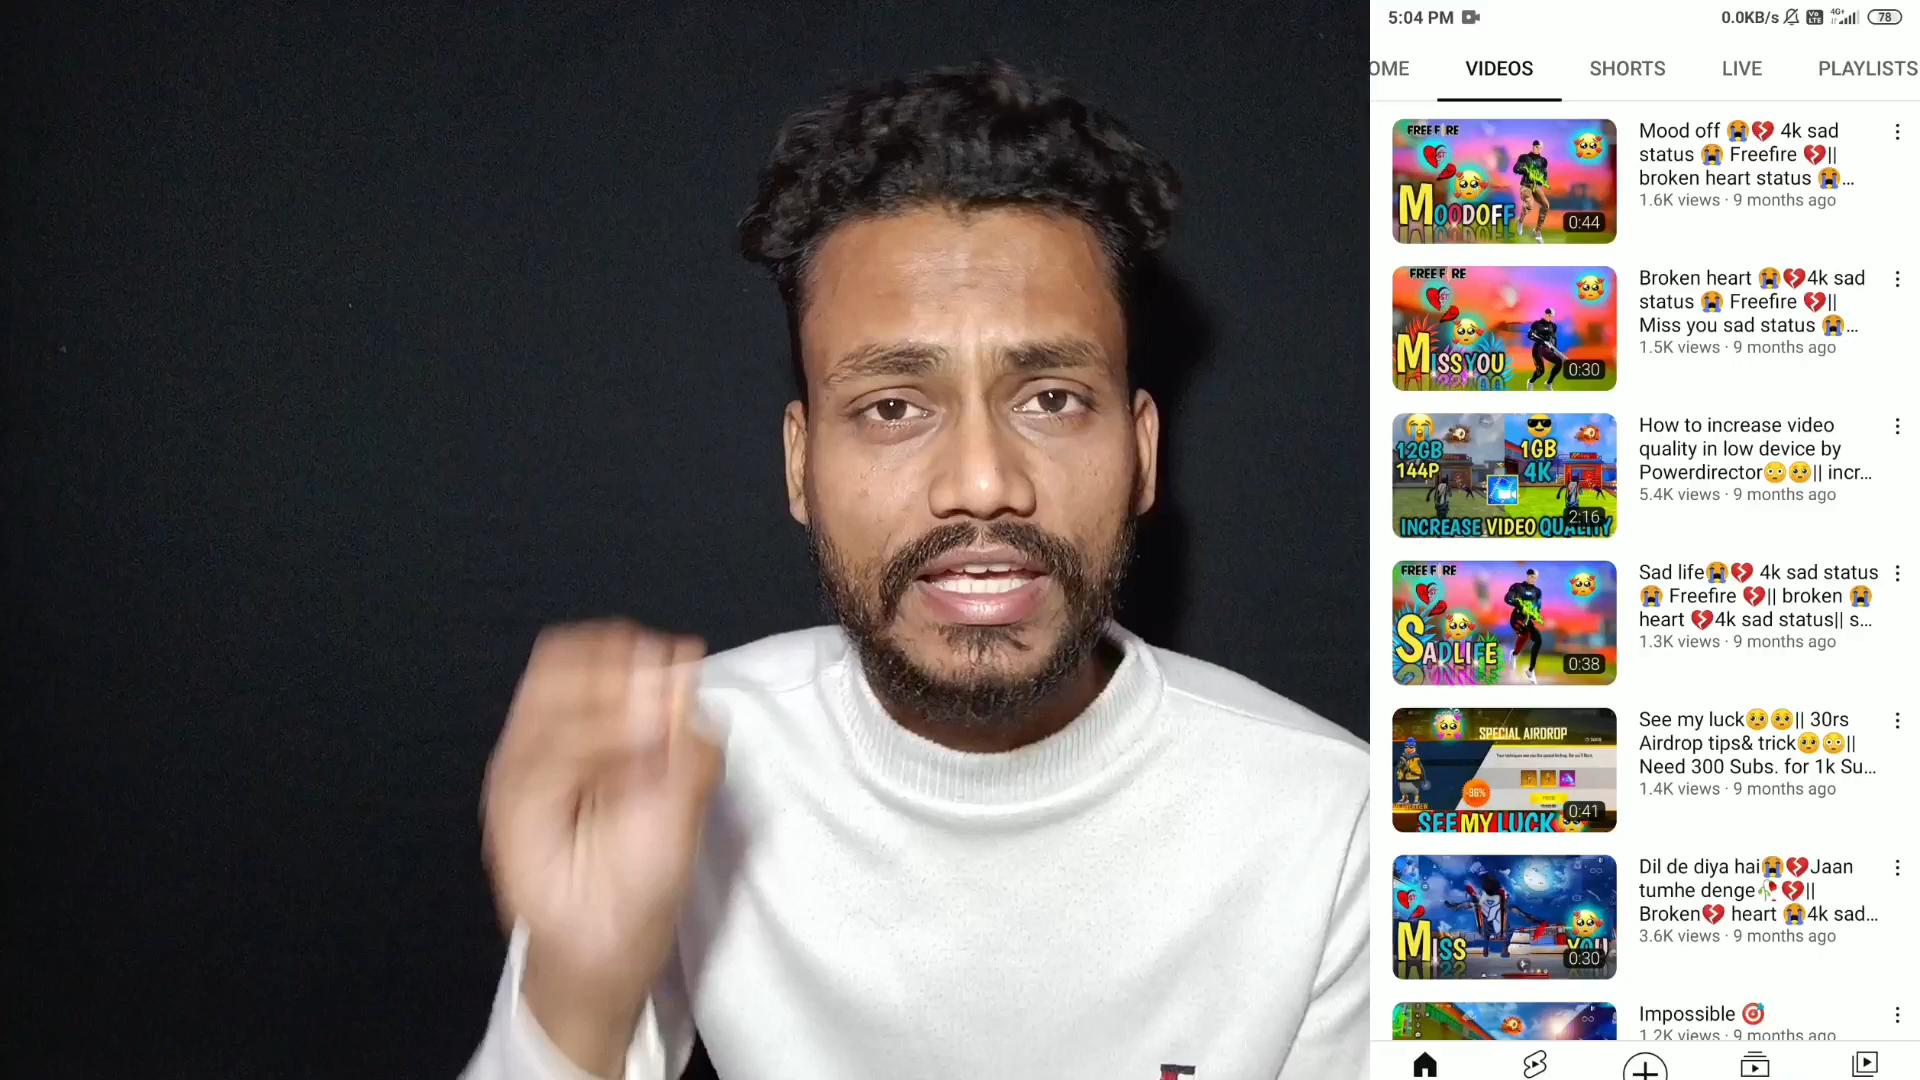 5:04 PM
0.0KB/s
4G+
78
OME
VIDEOS
SHORTS
LIVE
PLAYLISTS
FREE FIRE
MOODOFF
0:44
Mood off 😭💔 4k sad
status 😭 Freefire 💔||
broken heart status 😭...
1.6K views · 9 months ago
FREE F RE
MISS YOU
0:30
Broken heart 😭💔4k sad
status 😭 Freefire 💔||
Miss you sad status 😭...
1.5K views · 9 months ago
12GB
144P
1GB
4K
INCREASE VIDEO QUALITY
2:16
How to increase video
quality in low device by
Powerdirector😳🥺|| incr...
5.4K views · 9 months ago
FREE F RE
SADLIFE
0:38
Sad life😭💔 4k sad status
😭 Freefire 💔|| broken 😭
heart 💔4k sad status|| s...
1.3K views · 9 months ago
SPECIAL AIRDROP
0:41
SEE MY LUCK
See my luck🥺🥺|| 30rs
Airdrop tips& trick🥺😳||
Need 300 Subs. for 1k Su...
1.4K views · 9 months ago
MISS YOU
0:30
Dil de diya hai😭💔Jaan
tumhe denge🥀💔||
Broken💔 heart 😭4k sad...
3.6K views · 9 months ago
Impossible 🎯
1.2K views · 9 months ago